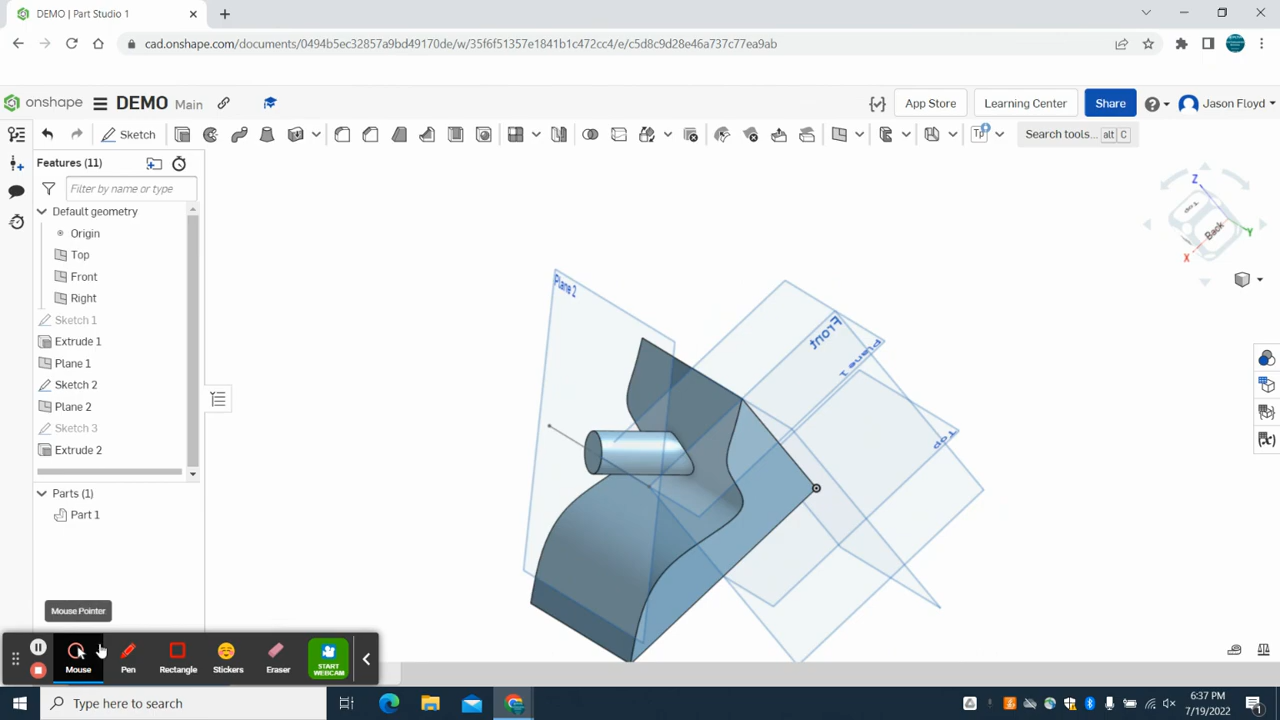 DEMO | Part Studio 1
cad.onshape.com/documents/0494b5ec32857a9bd49170de/w/35f6f51357ca041b1c472cc4/e/c5d8c9d28e46a737c77ea9ab
onshape DEMO Main
App Store
Learning Center
Share
Jason Floyd
Sketch
Search tools... alt C
Features (11)
Filter by name or type
Default geometry
Origin
Top
Front
Right
Sketch 1
Extrude 1
Plane 1
Sketch 2
Plane 2
Sketch 3
Extrude 2
Parts (1)
Part 1
Plane 2
Front
Plane 1
Top
Z
Back
Y
X
Mouse Pointer
Mouse
Pen
Rectangle
Stickers
Eraser
START
WEBCAM
Type here to search
6:37 PM
7/19/2022
1